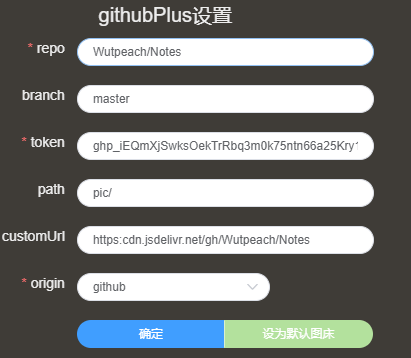 githubPlus设置
* repo Wutpeach/Notes
branch master
* token 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
path pic/
customUrl https:cdn.jsdelivr.net/gh/Wutpeach/Notes
* origin github
确定 设为默认图床